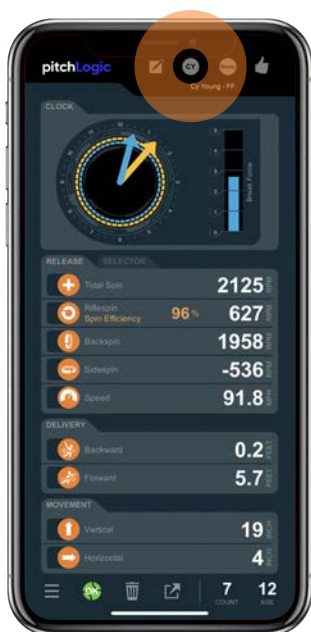 pitchLogic
CY
Cy Young - FF
CLOCK
Break Force
RELEASE SELECTOR
Total Spin 2125 RPM
Riflespin 96 % 627 RPM
Spin Efficiency
Backspin 1958 RPM
Sidespin -536 RPM
Speed 91.8 MPH
DELIVERY
Backward 0.2 FEET
Forward 5.7 FEET
MOVEMENT
Vertical 19 INCH
Horizontal 4 INCH
7 12
COUNT AGE